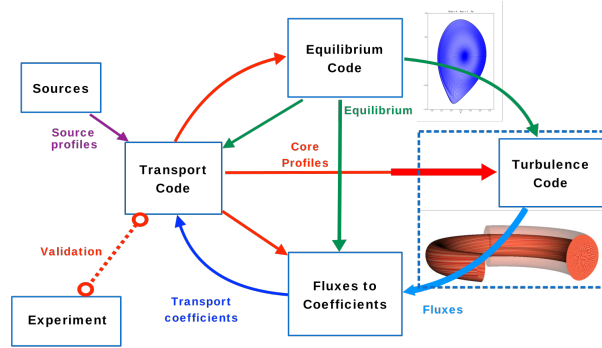 Equilibrium
Code
Sources
Source
profiles
Equilibrium
Core
Profiles
Transport
Code
Turbulence
Code
Validation
Experiment
Transport
coefficients
Fluxes to
Coefficients
Fluxes